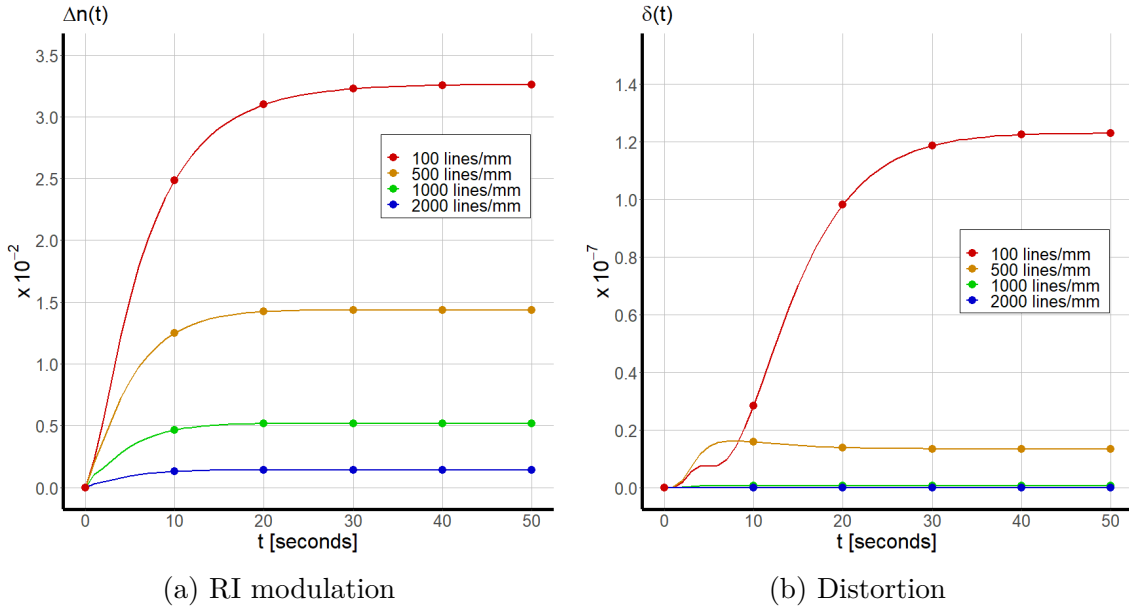 Δn(t)
x 10⁻²
3.5
3.0
2.5
2.0
1.5
1.0
0.5
0.0
100 lines/mm
500 lines/mm
1000 lines/mm
2000 lines/mm
0 10 20 30 40 50
t [seconds]
(a) RI modulation
δ(t)
x 10⁻⁷
1.4
1.2
1.0
0.8
0.6
0.4
0.2
0.0
100 lines/mm
500 lines/mm
1000 lines/mm
2000 lines/mm
0 10 20 30 40 50
t [seconds]
(b) Distortion